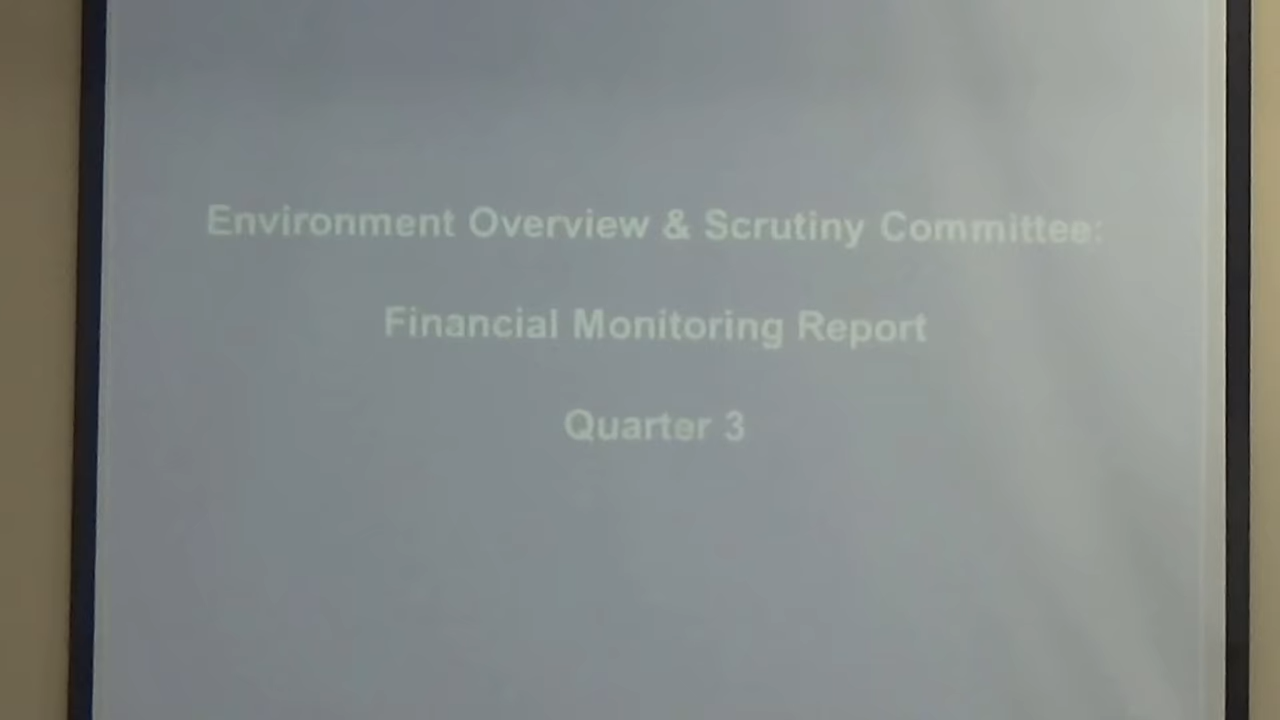 Environment Overview & Scrutiny Committee:
Financial Monitoring Report
Quarter 3